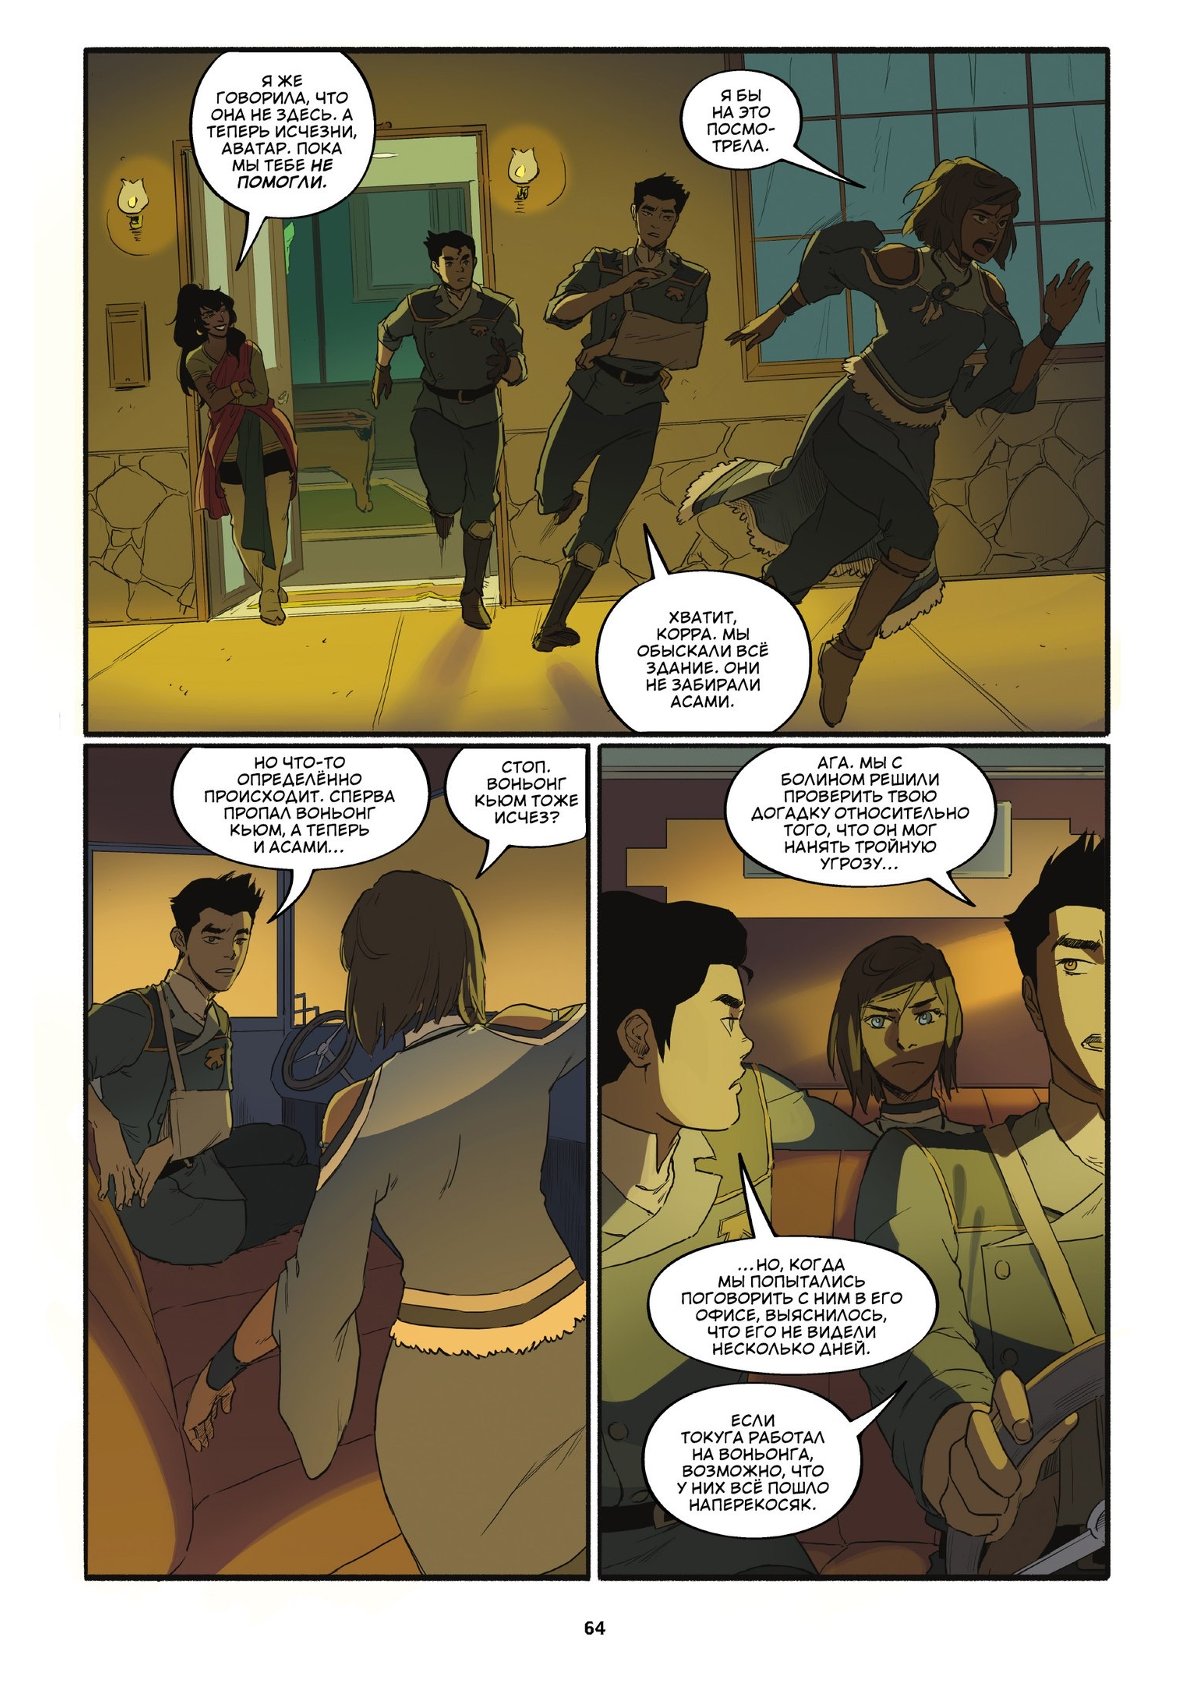 Я ЖЕ
ГОВОРИЛА, ЧТО
ОНА НЕ ЗДЕСЬ. А
ТЕПЕРЬ ИСЧЕЗНИ,
АВАТАР. ПОКА
МЫ ТЕБЕ НЕ
ПОМОГЛИ.
Я БЫ
НА ЭТО
ПОСМО-
ТРЕЛА.
ХВАТИТ,
КОРРА. МЫ
ОБЫСКАЛИ ВСЁ
ЗДАНИЕ. ОНИ
НЕ ЗАБИРАЛИ
АСАМИ.
НО ЧТО-ТО
ОПРЕДЕЛЁННО
ПРОИСХОДИТ. СПЕРВА
ПРОПАЛ ВОНЬОНГ
КЬЮМ, А ТЕПЕРЬ
И АСАМИ...
СТОП.
ВОНЬОНГ
КЬЮМ ТОЖЕ
ИСЧЕЗ?
АГА. МЫ С
БОЛИНОМ РЕШИЛИ
ПРОВЕРИТЬ ТВОЮ
ДОГАДКУ ОТНОСИТЕЛЬНО
ТОГО, ЧТО ОН МОГ
НАНЯТЬ ТРОЙНУЮ
УГРОЗУ...
...НО, КОГДА
МЫ ПОПЫТАЛИСЬ
ПОГОВОРИТЬ С НИМ В ЕГО
ОФИСЕ, ВЫЯСНИЛОСЬ,
ЧТО ЕГО НЕ ВИДЕЛИ
НЕСКОЛЬКО ДНЕЙ.
ЕСЛИ
ТОКУГА РАБОТАЛ
НА ВОНЬОНГА,
ВОЗМОЖНО, ЧТО
У НИХ ВСЁ ПОШЛО
НАПЕРЕКОСЯК.
64